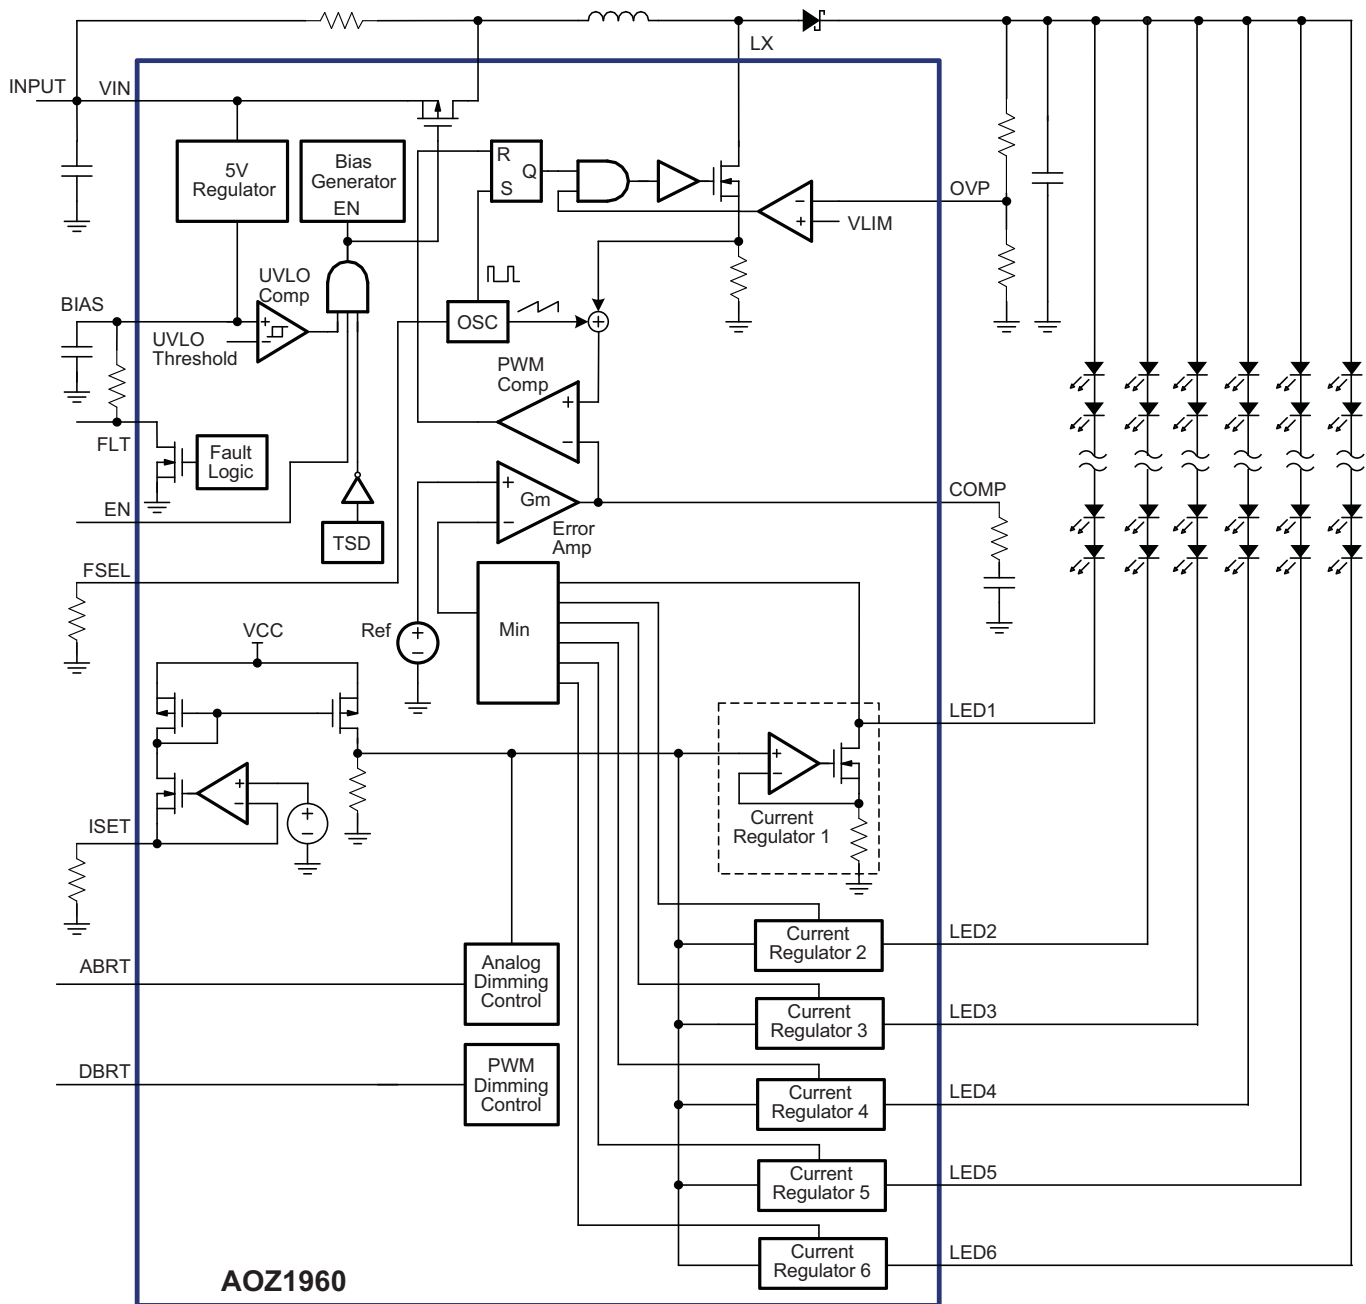 LX
INPUT
VIN
5V
Regulator
Bias
Generator
EN
R
S
Q
-
+
VLIM
OVP
BIAS
UVLO
Comp
+
-
UVLO
Threshold
OSC
+
PWM
Comp
+
-
FLT
Fault
Logic
EN
TSD
+
-
Gm
Error
Amp
COMP
FSEL
Min
Ref
+
-
VCC
LED1
+
-
Current
Regulator 1
+
-
+
-
ISET
Current
Regulator 2
LED2
ABRT
Analog
Dimming
Control
Current
Regulator 3
LED3
DBRT
PWM
Dimming
Control
Current
Regulator 4
LED4
Current
Regulator 5
LED5
Current
Regulator 6
LED6
AOZ1960